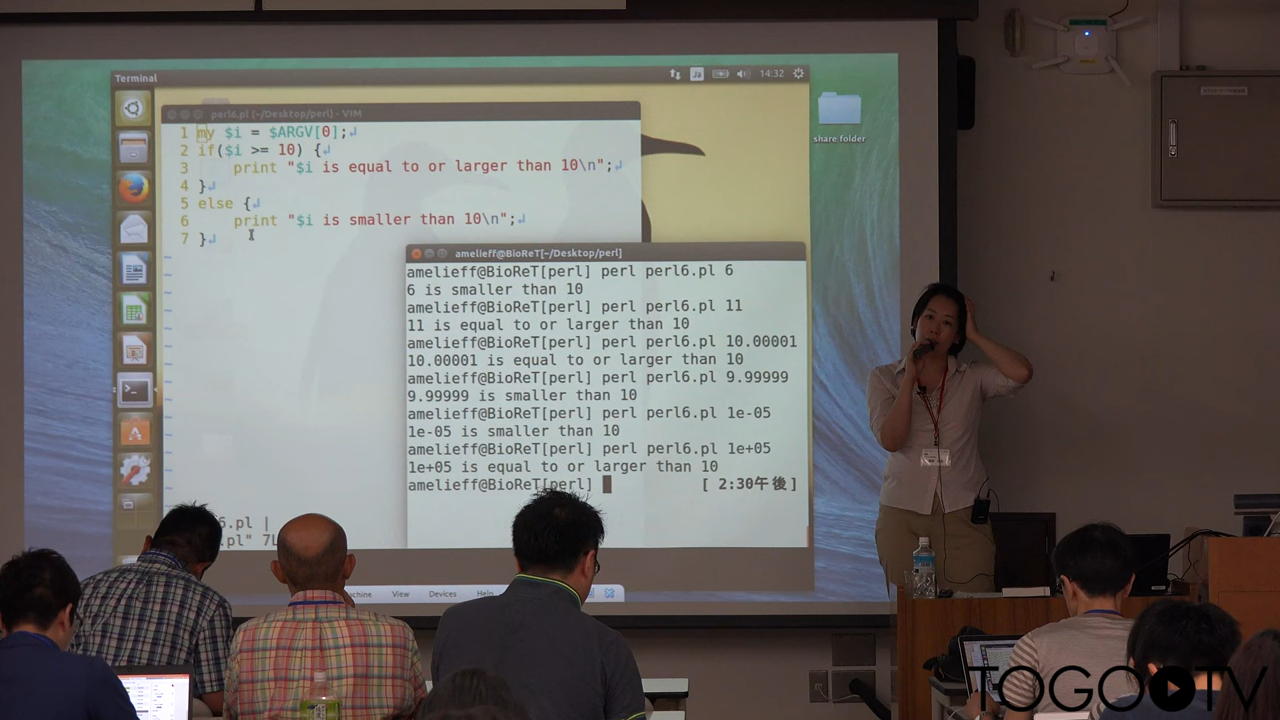 Terminal
Ja
14:32
perl6.pl (~/Desktop/perl) - VIM
1 my $i = $ARGV[0];
2 if($i >= 10) {
3 print "$i is equal to or larger than 10\n";
4 }
5 else {
6 print "$i is smaller than 10\n";
7 }
share folder
amelieff@BioReT[~/Desktop/perl]
amelieff@BioReT[perl] perl perl6.pl 6
6 is smaller than 10
amelieff@BioReT[perl] perl perl6.pl 11
11 is equal to or larger than 10
amelieff@BioReT[perl] perl perl6.pl 10.00001
10.00001 is equal to or larger than 10
amelieff@BioReT[perl] perl perl6.pl 9.99999
9.99999 is smaller than 10
amelieff@BioReT[perl] perl perl6.pl 1e-05
1e-05 is smaller than 10
amelieff@BioReT[perl] perl perl6.pl 1e+05
1e+05 is equal to or larger than 10
amelieff@BioReT[perl] [ 2:30午後]
6.pl |
.pl" 7L
achine View Devices Help
TOGOTV